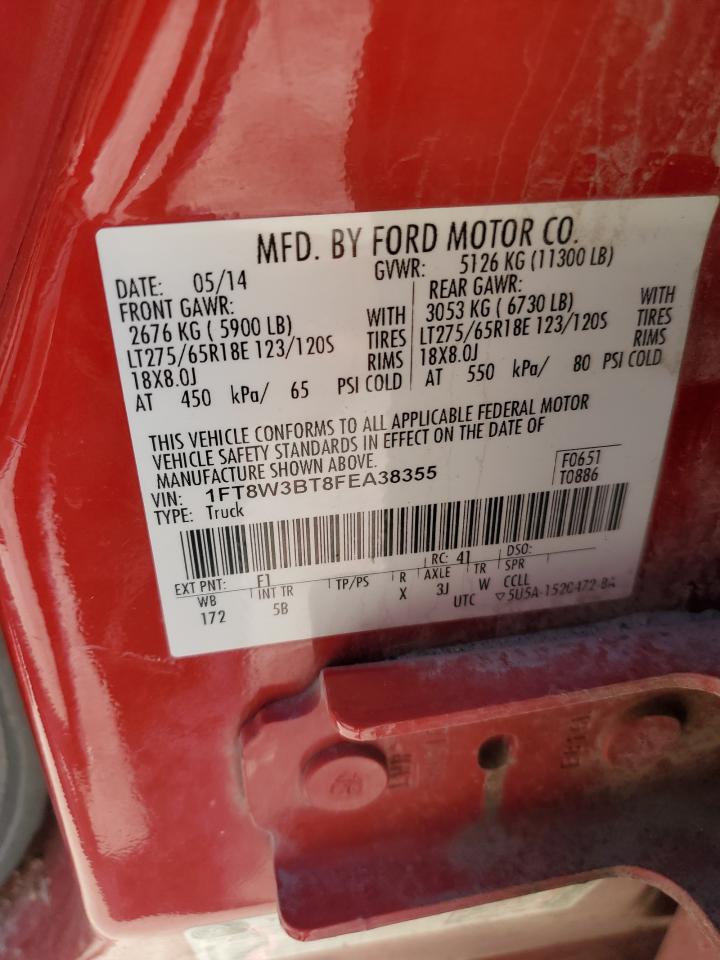 MFD. BY FORD MOTOR CO.
DATE: 05/14
GVWR: 5126 KG (11300 LB)
FRONT GAWR:
2676 KG ( 5900 LB) WITH
LT275/65R18E 123/120S TIRES
18X8.0J RIMS
AT 450 kPa/ 65 PSI COLD
REAR GAWR:
3053 KG ( 6730 LB) WITH
LT275/65R18E 123/120S TIRES
18X8.0J RIMS
AT 550 kPa/ 80 PSI COLD
THIS VEHICLE CONFORMS TO ALL APPLICABLE FEDERAL MOTOR
VEHICLE SAFETY STANDARDS IN EFFECT ON THE DATE OF
MANUFACTURE SHOWN ABOVE.
VIN: 1FT8W3BT8FEA38355
TYPE: Truck
F0651
T0886
EXT PNT: F1 RC: 41 DSO:
WB INT TR TP/PS R AXLE TR SPR
172 5B X 3J W CCLL
UTC ▽5U5A-1520472-BA